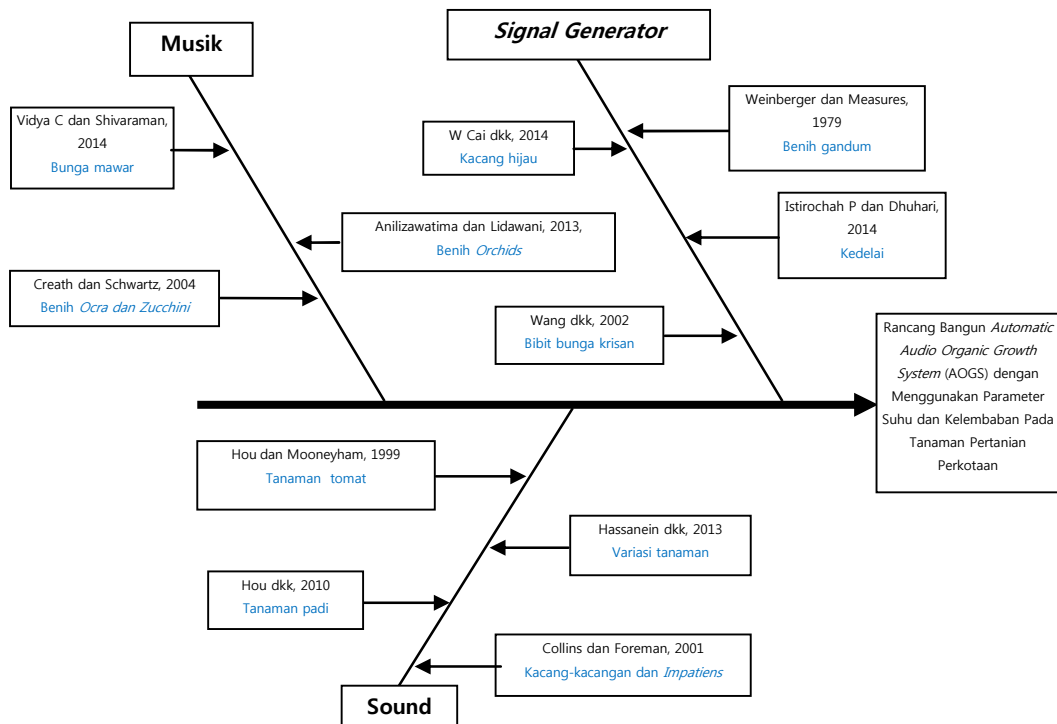 Musik
Signal Generator
Vidya C dan Shivaraman,
2014
Bunga mawar
W Cai dkk, 2014
Kacang hijau
Weinberger dan Measures,
1979
Benih gandum
Anilizawatima dan Lidawani, 2013,
Benih Orchids
Istirochah P dan Dhuhari,
2014
Kedelai
Creath dan Schwartz, 2004
Benih Ocra dan Zucchini
Wang dkk, 2002
Bibit bunga krisan
Rancang Bangun Automatic
Audio Organic Growth
System (AOGS) dengan
Menggunakan Parameter
Suhu dan Kelembaban Pada
Tanaman Pertanian
Perkotaan
Hou dan Mooneyham, 1999
Tanaman tomat
Hassanein dkk, 2013
Variasi tanaman
Hou dkk, 2010
Tanaman padi
Collins dan Foreman, 2001
Kacang-kacangan dan Impatiens
Sound